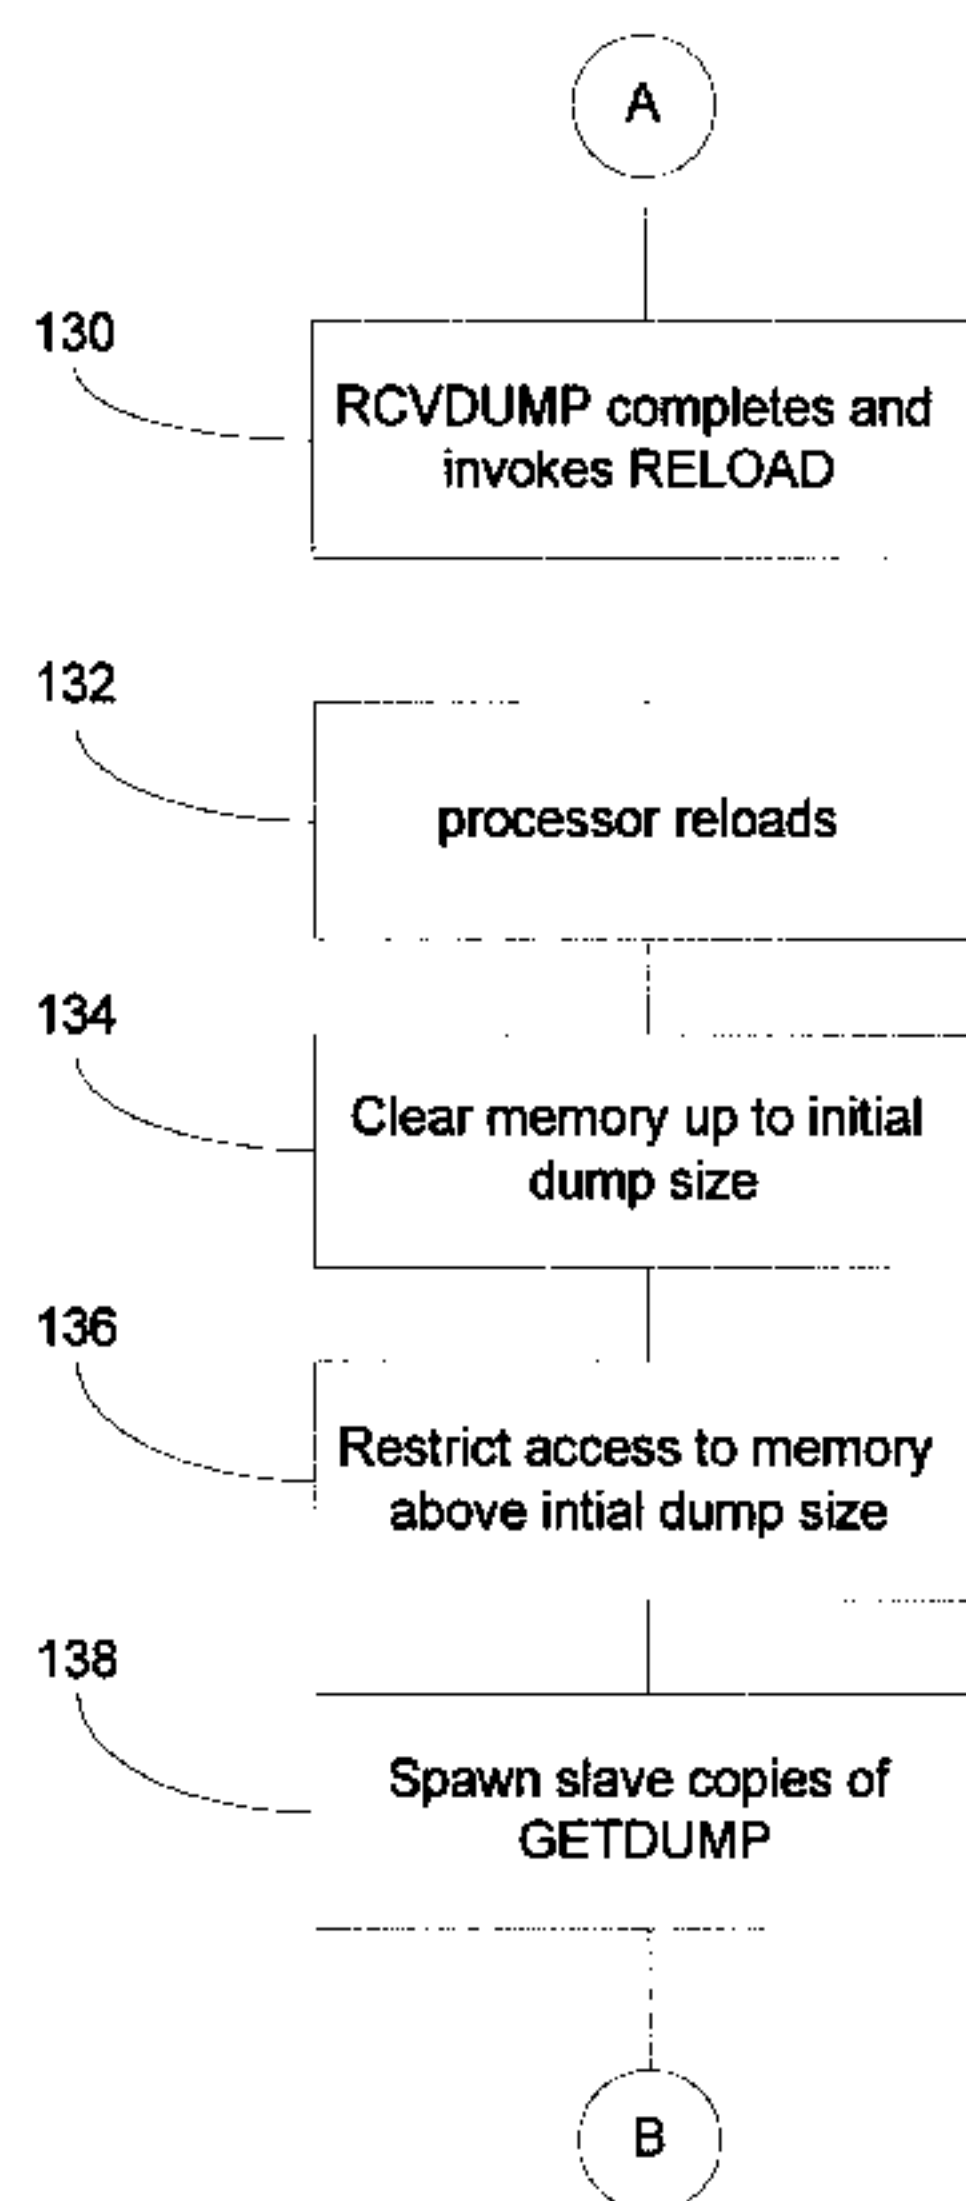 A
130
RCVDUMP completes and
invokes RELOAD
132
processor reloads
134
Clear memory up to initial
dump size
136
Restrict access to memory
above intial dump size
138
Spawn slave copies of
GETDUMP
B